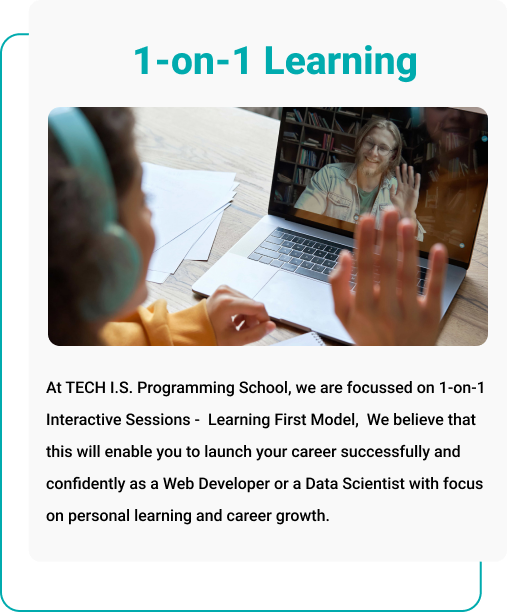 1-on-1 Learning
At TECH I.S. Programming School, we are focussed on 1-on-1
Interactive Sessions -  Learning First Model,  We believe that
this will enable you to launch your career successfully and
confidently as a Web Developer or a Data Scientist with focus
on personal learning and career growth.